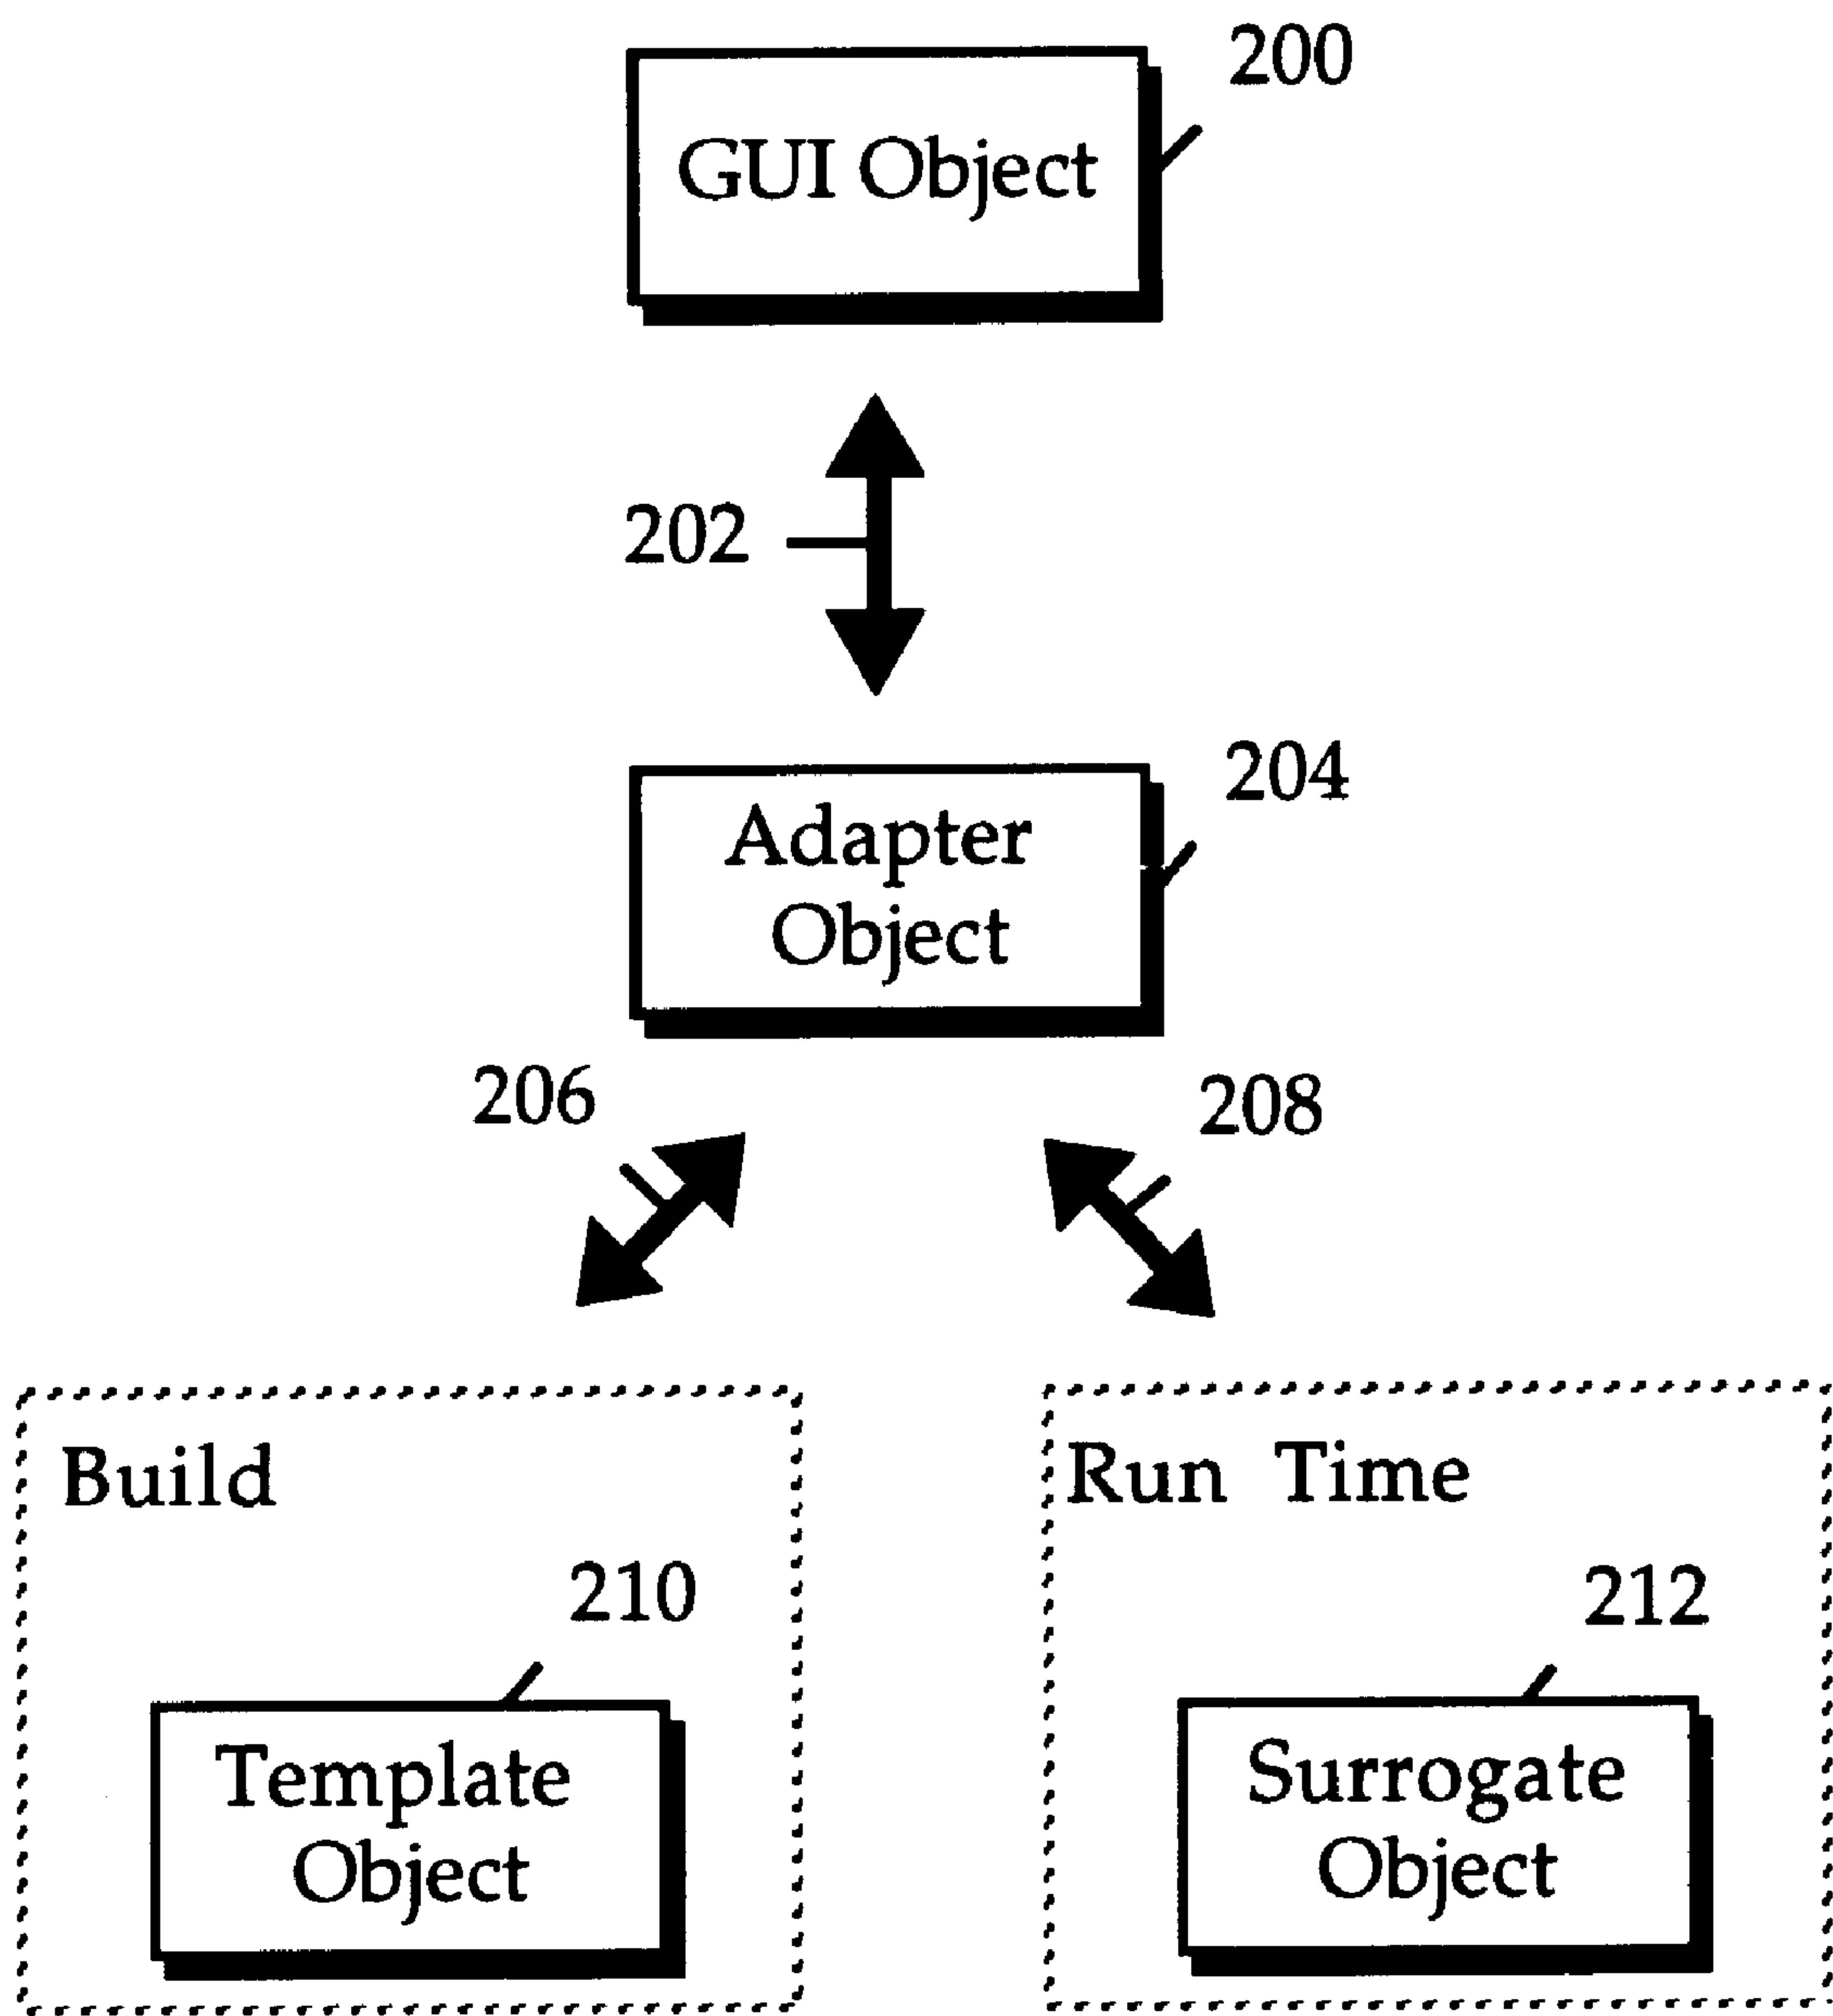 200
GUI Object
202
204
Adapter
Object
206
208
Build
210
Template
Object
Run Time
212
Surrogate
Object